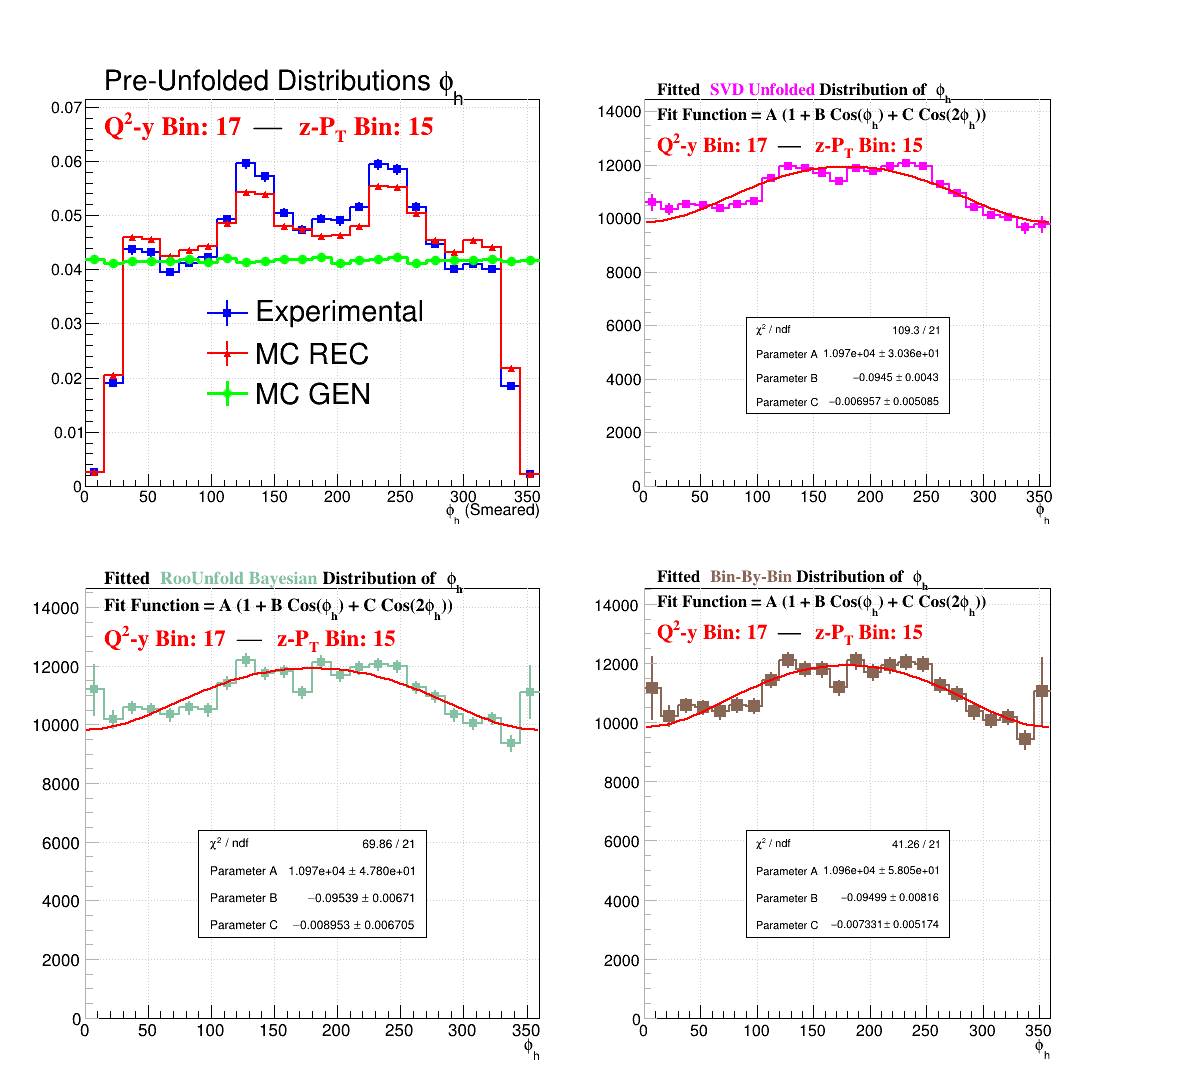 Pre-Unfolded Distributions ϕh
Q²-y Bin: 17 — z-PT Bin: 15
0.07
0.06
0.05
0.04
0.03
0.02
0.01
0
Experimental
MC REC
MC GEN
0 50 100 150 200 250 300 350
ϕh (Smeared)
Fitted SVD Unfolded Distribution of ϕh
Fit Function = A (1 + B Cos(ϕh) + C Cos(2ϕh))
Q²-y Bin: 17 — z-PT Bin: 15
14000
12000
10000
8000
6000
4000
2000
0
χ² / ndf 109.3 / 21
Parameter A 1.097e+04 ± 3.036e+01
Parameter B −0.0945 ± 0.0043
Parameter C −0.006957 ± 0.005085
0 50 100 150 200 250 300 350
ϕh
Fitted RooUnfold Bayesian Distribution of ϕh
Fit Function = A (1 + B Cos(ϕh) + C Cos(2ϕh))
Q²-y Bin: 17 — z-PT Bin: 15
14000
12000
10000
8000
6000
4000
2000
0
χ² / ndf 69.86 / 21
Parameter A 1.097e+04 ± 4.780e+01
Parameter B −0.09539 ± 0.00671
Parameter C −0.008953 ± 0.006705
0 50 100 150 200 250 300 350
ϕh
Fitted Bin-By-Bin Distribution of ϕh
Fit Function = A (1 + B Cos(ϕh) + C Cos(2ϕh))
Q²-y Bin: 17 — z-PT Bin: 15
14000
12000
10000
8000
6000
4000
2000
0
χ² / ndf 41.26 / 21
Parameter A 1.096e+04 ± 5.805e+01
Parameter B −0.09499 ± 0.00816
Parameter C −0.007331 ± 0.005174
0 50 100 150 200 250 300 350
ϕh